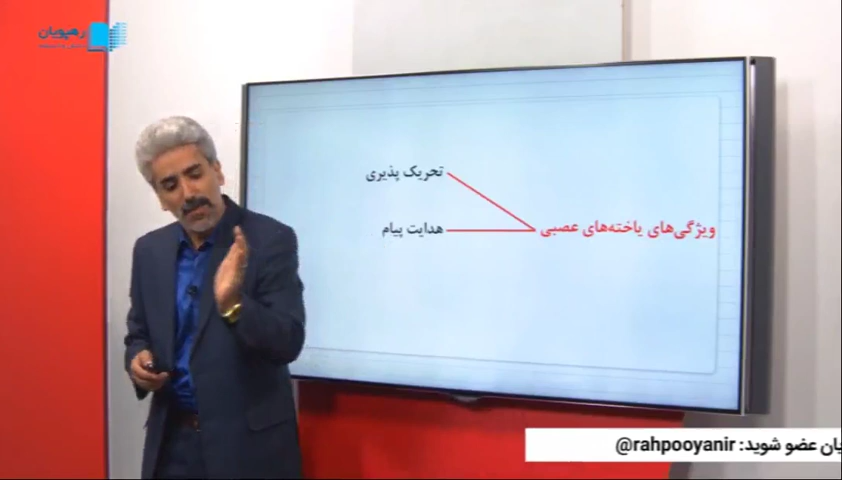 رهپویان
تحریک پذیری
ویژگی‌های یاخته‌های عصبی
هدایت پیام
یان عضو شوید: @rahpooyanir